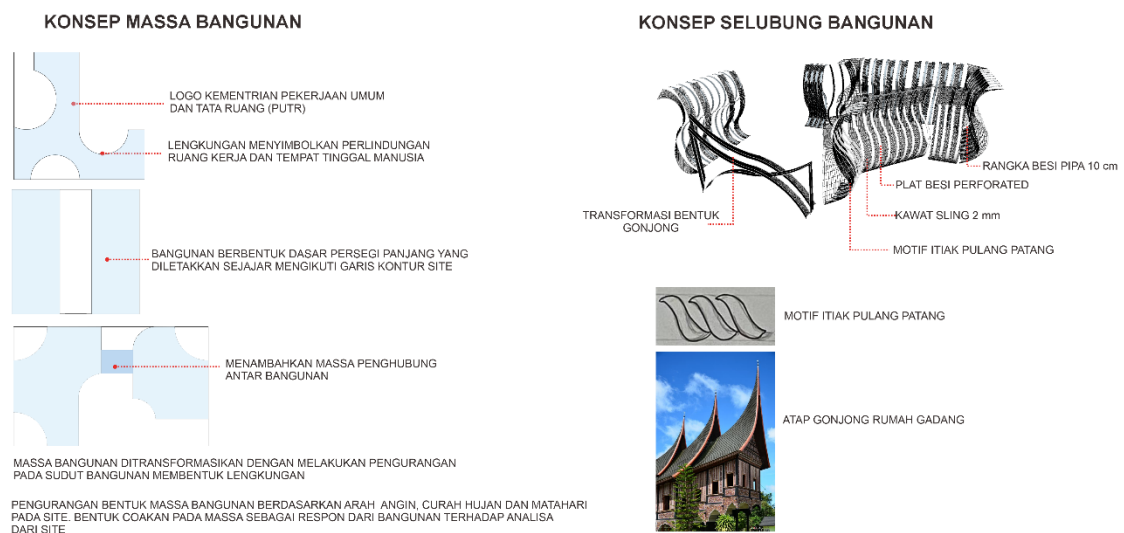 KONSEP MASSA BANGUNAN
LOGO KEMENTRIAN PEKERJAAN UMUM
DAN TATA RUANG (PUTR)
LENGKUNGAN MENYIMBOLKAN PERLINDUNGAN
RUANG KERJA DAN TEMPAT TINGGAL MANUSIA
BANGUNAN BERBENTUK DASAR PERSEGI PANJANG YANG
DILETAKKAN SEJAJAR MENGIKUTI GARIS KONTUR SITE
MENAMBAHKAN MASSA PENGHUBUNG
ANTAR BANGUNAN
MASSA BANGUNAN DITRANSFORMASIKAN DENGAN MELAKUKAN PENGURANGAN
PADA SUDUT BANGUNAN MEMBENTUK LENGKUNGAN
PENGURANGAN BENTUK MASSA BANGUNAN BERDASARKAN ARAH ANGIN, CURAH HUJAN DAN MATAHARI
PADA SITE. BENTUK COAKAN PADA MASSA SEBAGAI RESPON DARI BANGUNAN TERHADAP ANALISA
DARI SITE
KONSEP SELUBUNG BANGUNAN
RANGKA BESI PIPA 10 cm
PLAT BESI PERFORATED
KAWAT SLING 2 mm
TRANSFORMASI BENTUK
GONJONG
MOTIF ITIAK PULANG PATANG
MOTIF ITIAK PULANG PATANG
ATAP GONJONG RUMAH GADANG